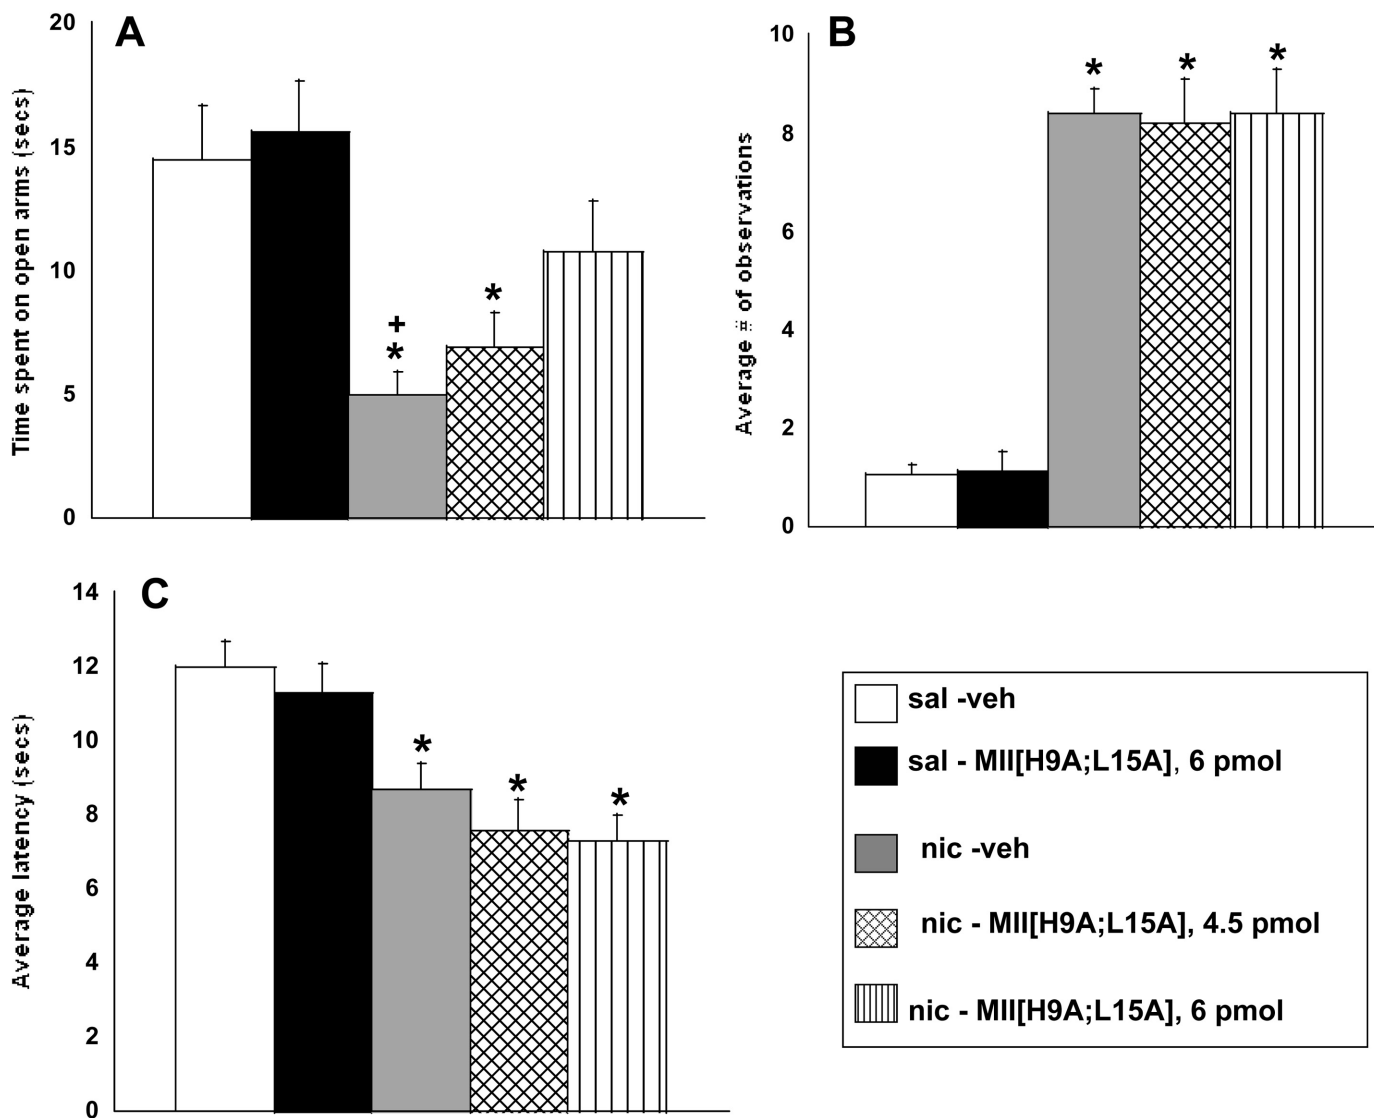 A
Time spent on open arms (secs)
20
15
10
5
0
+
*
*
B
Average # of observations
10
8
6
4
2
0
*
*
*
C
Average latency (secs)
14
12
10
8
6
4
2
0
*
*
*
sal -veh
sal - MII[H9A;L15A], 6 pmol
nic -veh
nic - MII[H9A;L15A], 4.5 pmol
nic - MII[H9A;L15A], 6 pmol